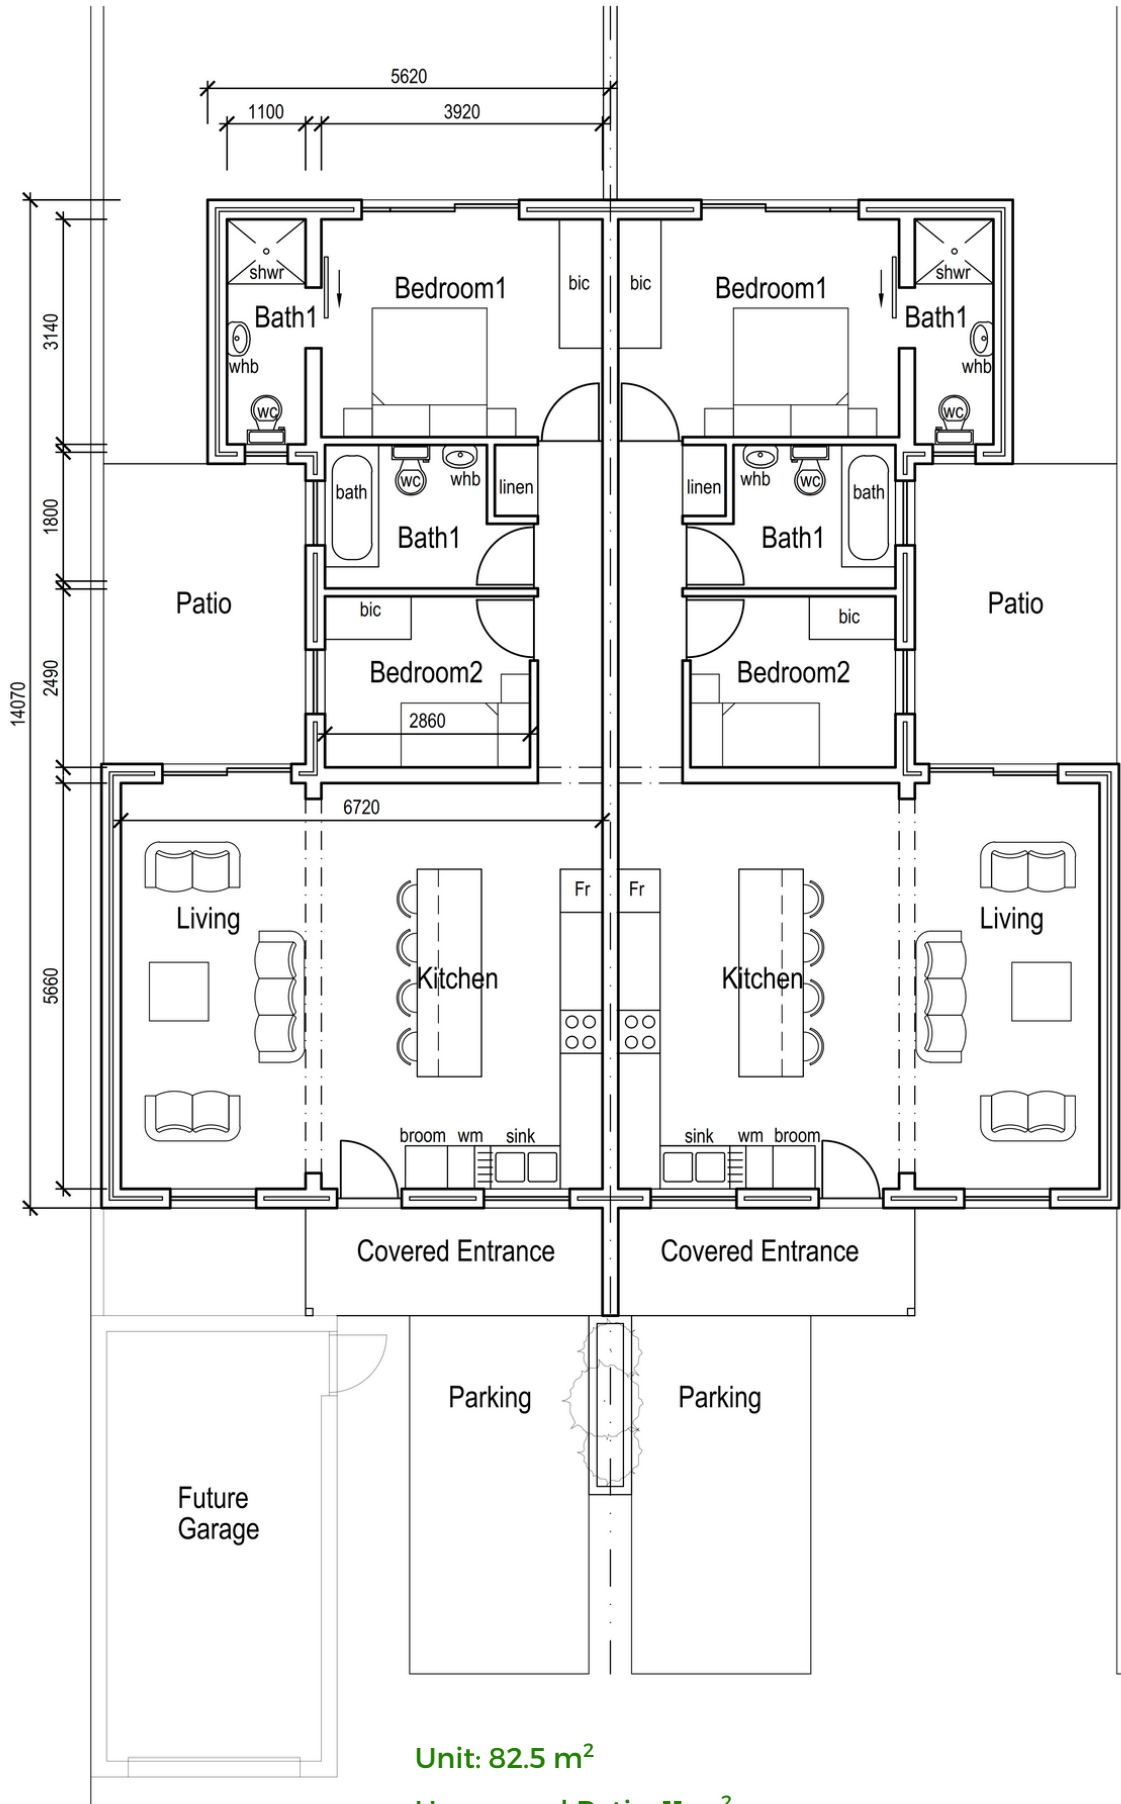 5620
1100 3920
shwr Bedroom1 bic bic Bedroom1 shwr
Bath1 Bath1
3140
whb whb
wc wc
bath wc whb linen linen whb wc bath
1800
Bath1 Bath1
Patio bic bic Patio
2490
Bedroom2 Bedroom2
14070
2860
6720
Fr Fr
Living Living
5660
Kitchen Kitchen
broom wm sink sink wm broom
Covered Entrance Covered Entrance
Parking Parking
Future
Garage
Unit: 82.5 m²